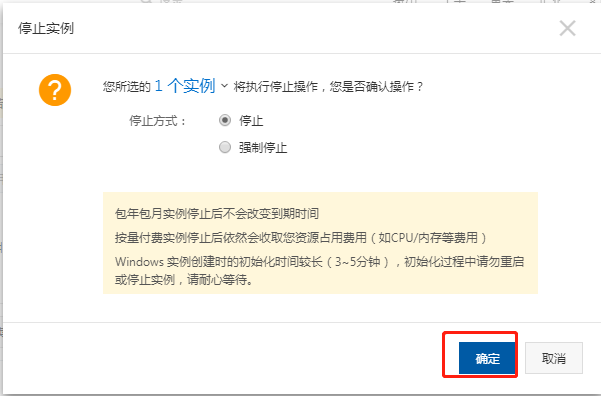 停止实例
您所选的 1 个实例 将执行停止操作，您是否确认操作？
停止方式： 停止
强制停止
包年包月实例停止后不会改变到期时间
按量付费实例停止后依然会收取您资源占用费用（如CPU/内存等费用）
Windows 实例创建时的初始化时间较长（3~5分钟），初始化过程中请勿重启
或停止实例，请耐心等待。
确定 取消